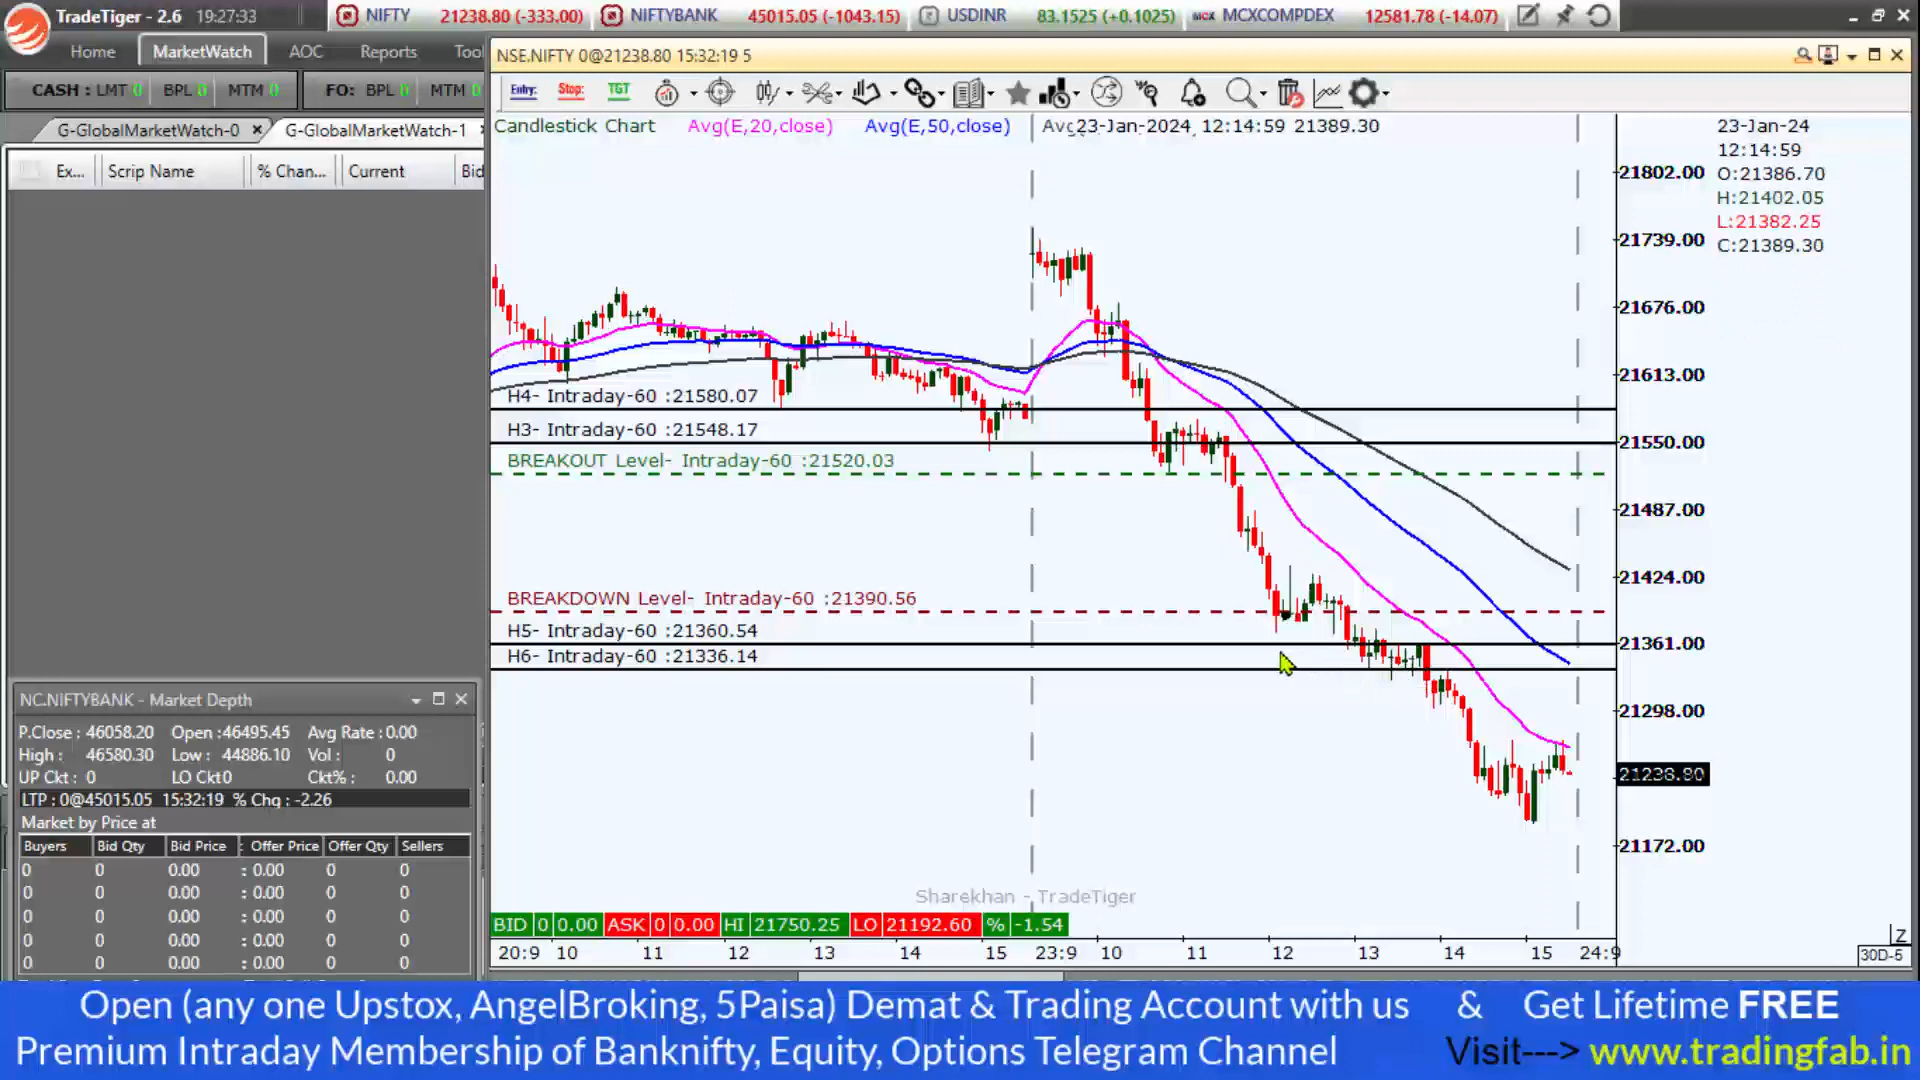 TradeTiger - 2.6 19:27:33 NIFTY 21238.80 (-333.00) NIFTYBANK 45015.05 (-1043.15) USDINR 83.1525 (+0.1025) MCX MCXCOMPDEX 12581.78 (-14.07)
Home MarketWatch AOC Reports Tool
NSE.NIFTY 0@21238.80 15:32:19 5
CASH : LMT 0 BPL 0 MTM 0 FO: BPL 0 MTM
Entry: Stop: TGT
G-GlobalMarketWatch-0 G-GlobalMarketWatch-1
Candlestick Chart Avg(E,20,close) Avg(E,50,close) Avg 23-Jan-2024, 12:14:59 21389.30
Ex... Scrip Name % Chan... Current Bid
23-Jan-24
12:14:59
O:21386.70
H:21402.05
L:21382.25
C:21389.30
21802.00
21739.00
21676.00
21613.00
21550.00
21487.00
21424.00
21361.00
21298.00
21238.80
21172.00
H4- Intraday-60 :21580.07
H3- Intraday-60 :21548.17
BREAKOUT Level- Intraday-60 :21520.03
BREAKDOWN Level- Intraday-60 :21390.56
H5- Intraday-60 :21360.54
H6- Intraday-60 :21336.14
NC.NIFTYBANK - Market Depth
P.Close : 46058.20 Open :46495.45 Avg Rate : 0.00
High : 46580.30 Low : 44886.10 Vol : 0
UP Ckt : 0 LO Ckt0 Ckt% : 0.00
LTP : 0@45015.05 15:32:19 % Chg : -2.26
Market by Price at
Buyers Bid Qty Bid Price : Offer Price Offer Qty Sellers
0 0 0.00 : 0.00 0 0
0 0 0.00 : 0.00 0 0
0 0 0.00 : 0.00 0 0
0 0 0.00 : 0.00 0 0
0 0 0.00 : 0.00 0 0
Sharekhan - TradeTiger
BID 0 0.00 ASK 0 0.00 HI 21750.25 LO 21192.60 % -1.54
20:9 10 11 12 13 14 15 23:9 10 11 12 13 14 15 24:9
Z
30D-5
Open (any one Upstox, AngelBroking, 5Paisa) Demat & Trading Account with us & Get Lifetime FREE
Premium Intraday Membership of Banknifty, Equity, Options Telegram Channel Visit---> www.tradingfab.in